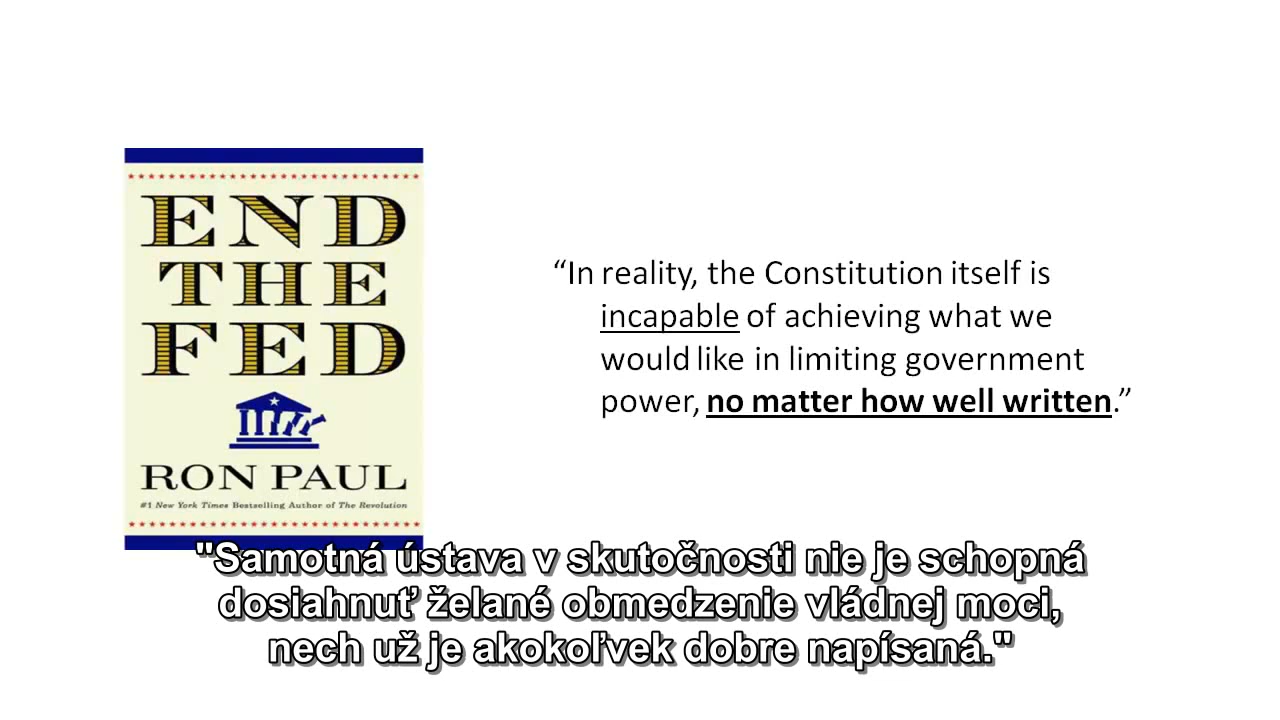 END
THE
FED
RON PAUL
#1 New York Times Bestselling Author of The Revolution
“In reality, the Constitution itself is
incapable of achieving what we
would like in limiting government
power, no matter how well written.”
"Samotná ústava v skutočnosti nie je schopná
dosiahnuť želané obmedzenie vládnej moci,
nech už je akokoľvek dobre napísaná."